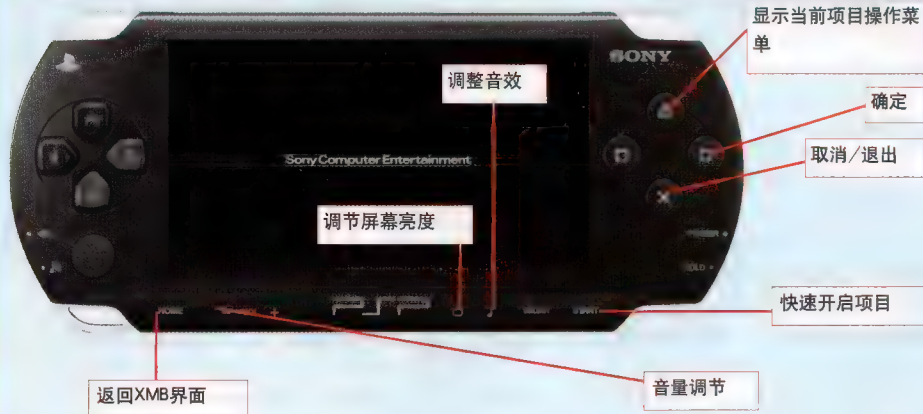 显示当前项目操作菜
单
SONY
调整音效
确定
Sony Computer Entertainment
取消/退出
调节屏幕亮度
快速开启项目
返回XMB界面
音量调节